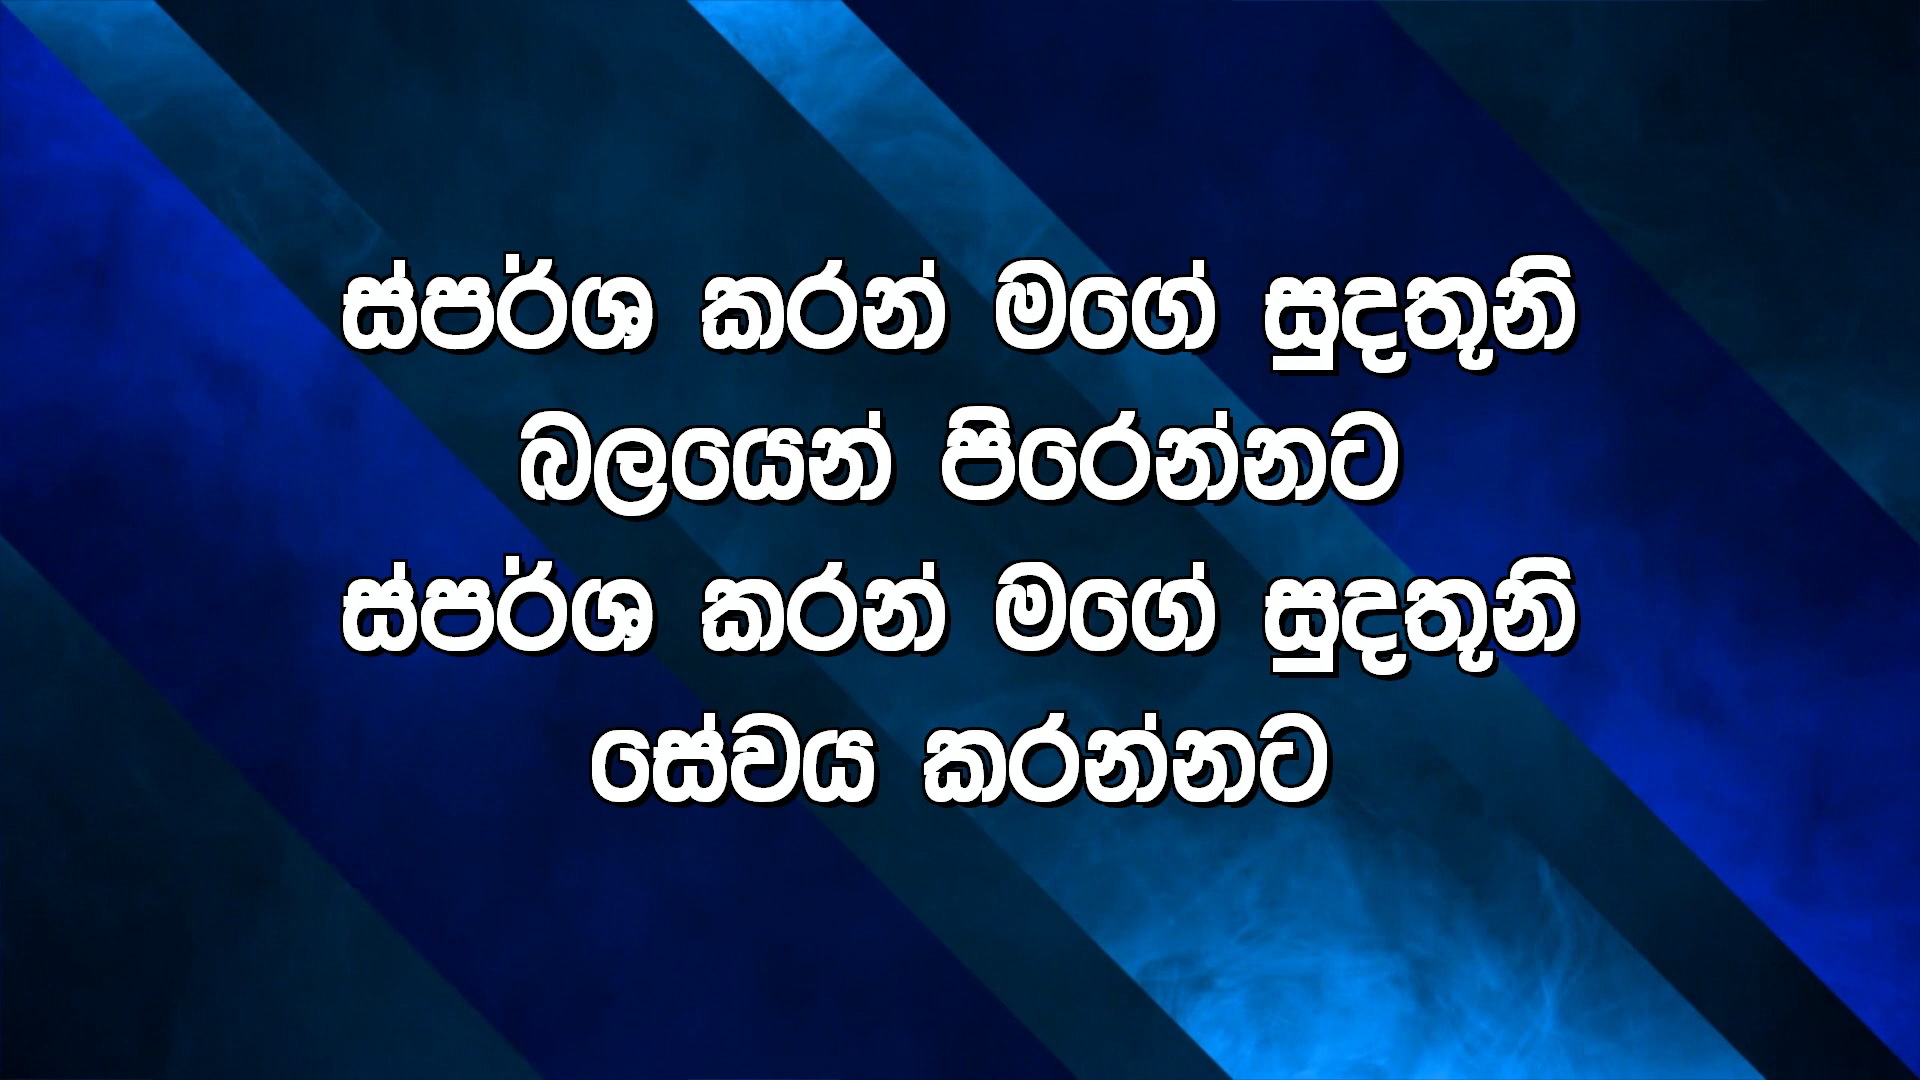 ස්පර්ශ කරන් මගේ සුදතුනි
බලයෙන් පිරෙන්නට
ස්පර්ශ කරන් මගේ සුදතුනි
සේවය කරන්නට